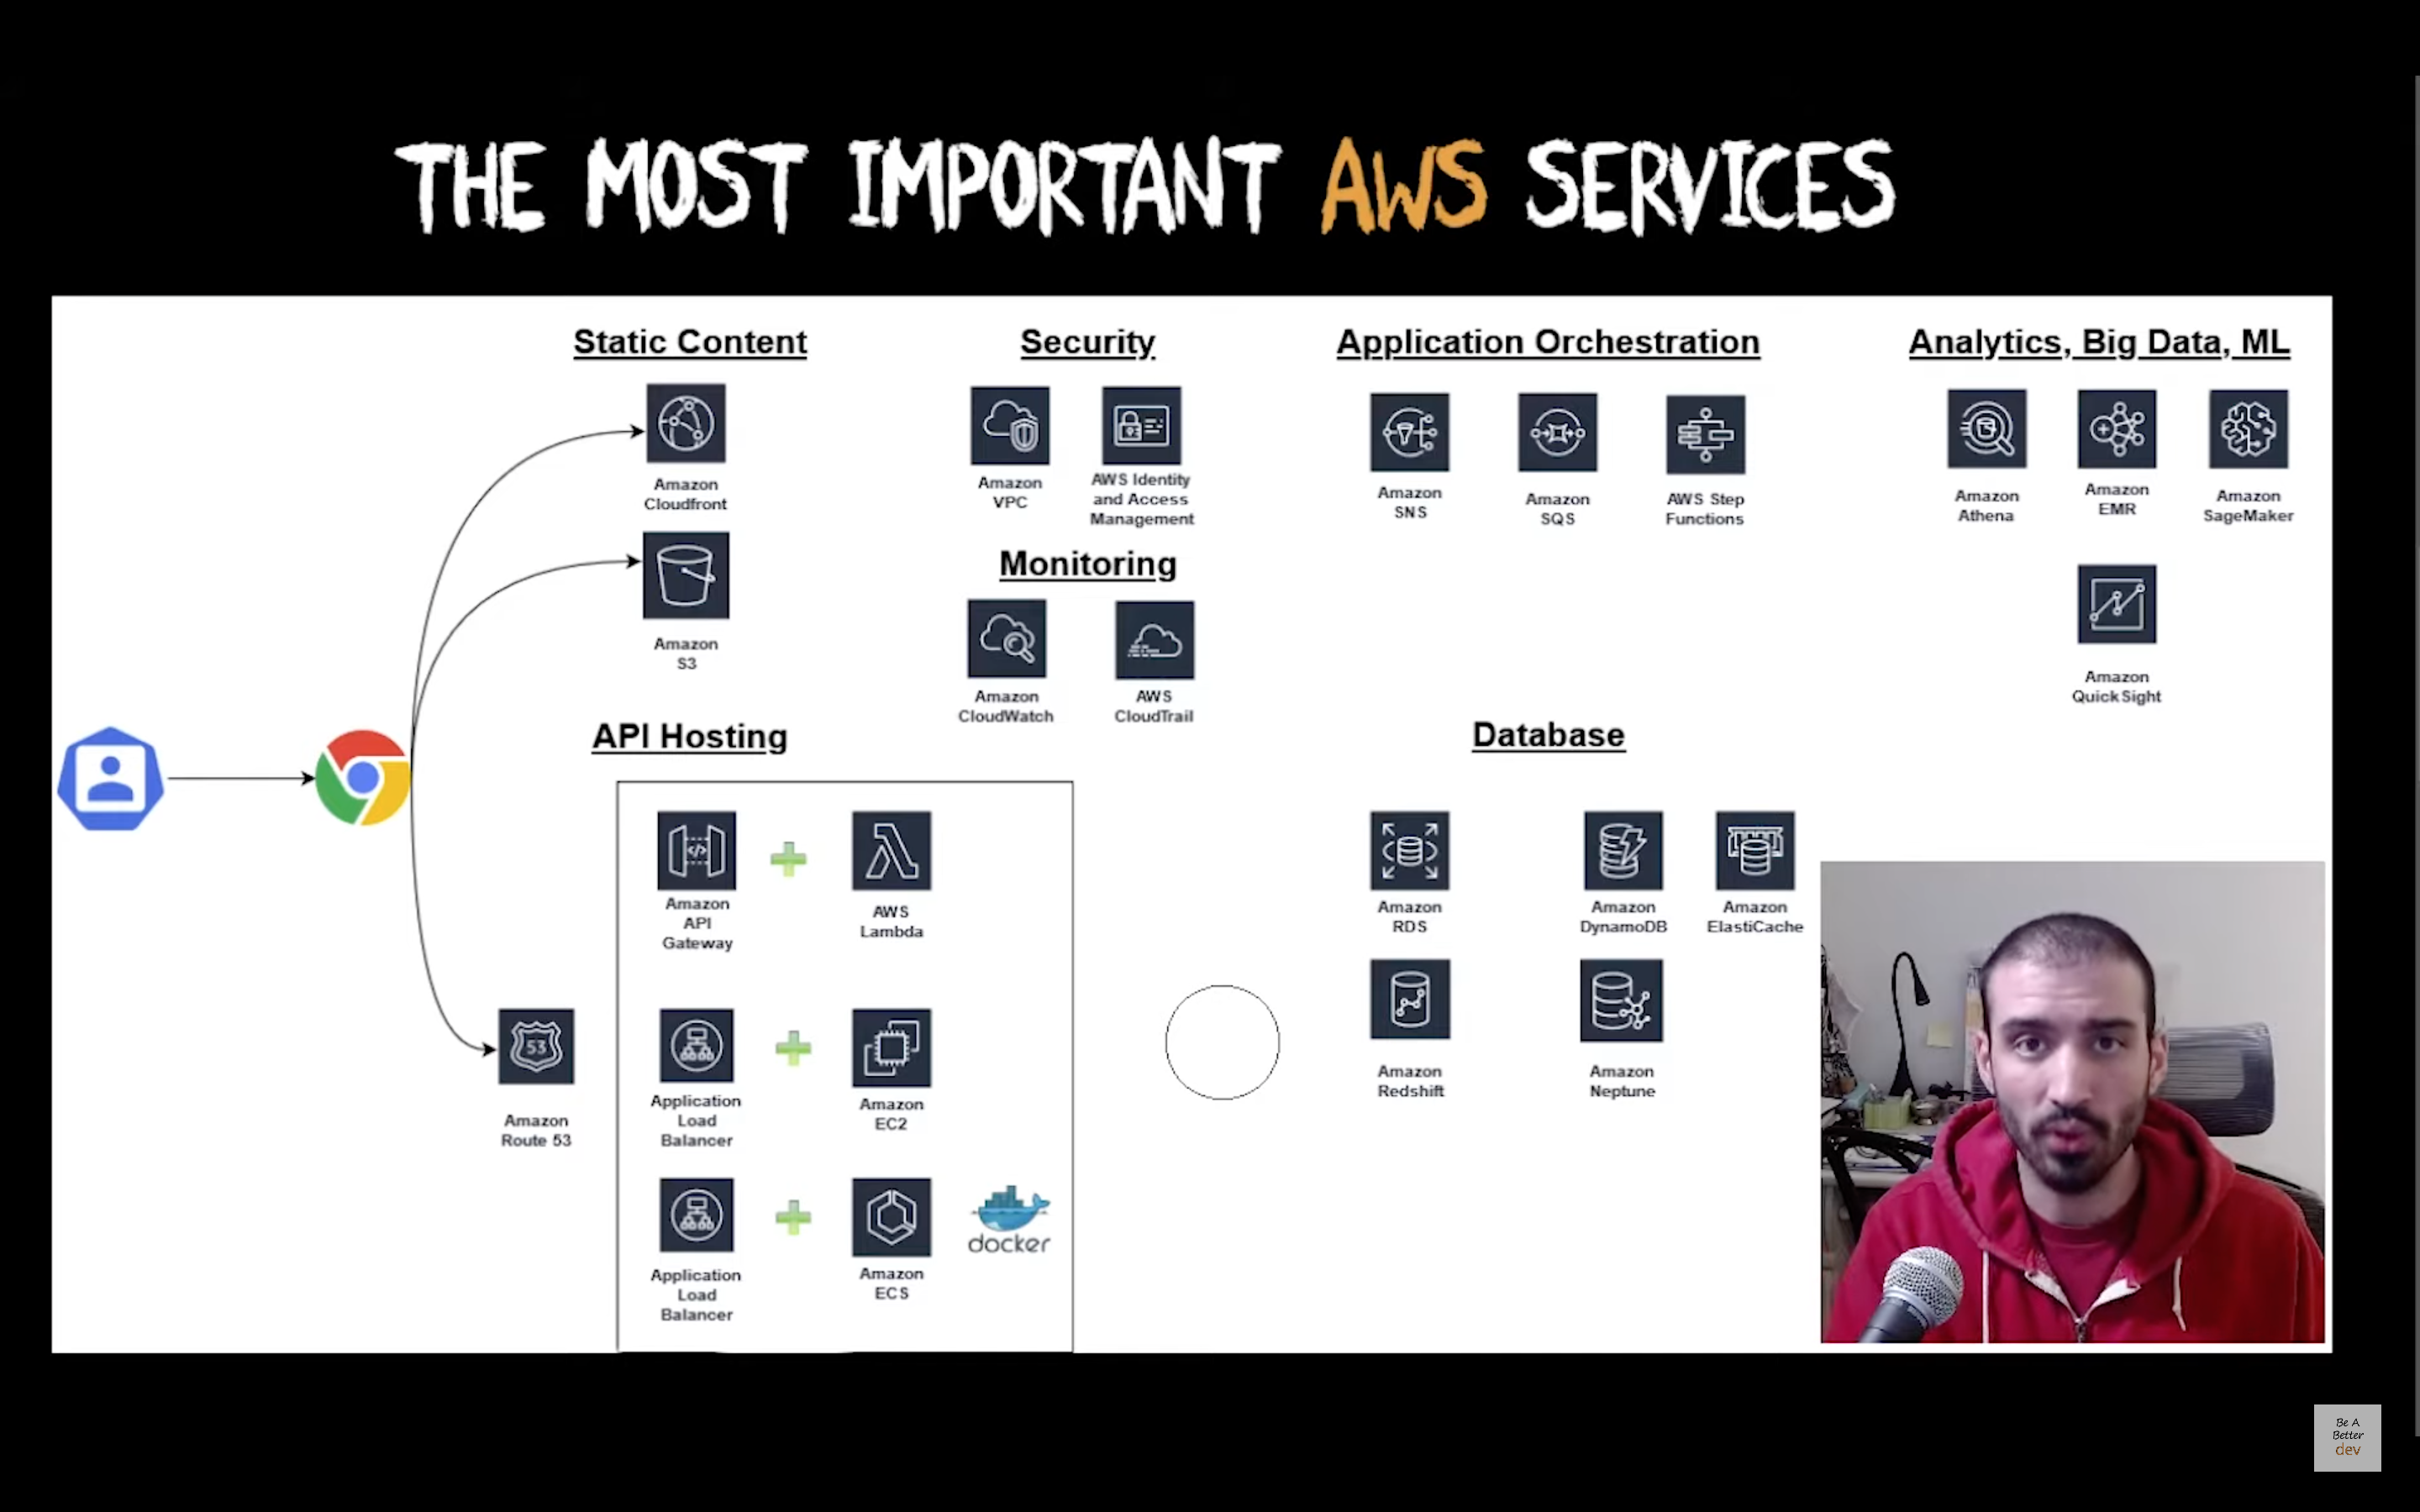 THE MOST IMPORTANT AWS SERVICES
Static Content
Amazon
Cloudfront
Amazon
S3
Security
Amazon
VPC
AWS Identity
and Access
Management
Monitoring
Amazon
CloudWatch
AWS
CloudTrail
Application Orchestration
Amazon
SNS
Amazon
SQS
AWS Step
Functions
Analytics, Big Data, ML
Amazon
Athena
Amazon
EMR
Amazon
SageMaker
Amazon
QuickSight
API Hosting
</>
Amazon
API
Gateway
AWS
Lambda
53
Amazon
Route 53
Application
Load
Balancer
Amazon
EC2
Application
Load
Balancer
Amazon
ECS
docker
Database
Amazon
RDS
Amazon
DynamoDB
Amazon
ElastiCache
Amazon
Redshift
Amazon
Neptune
Be A
Better
dev